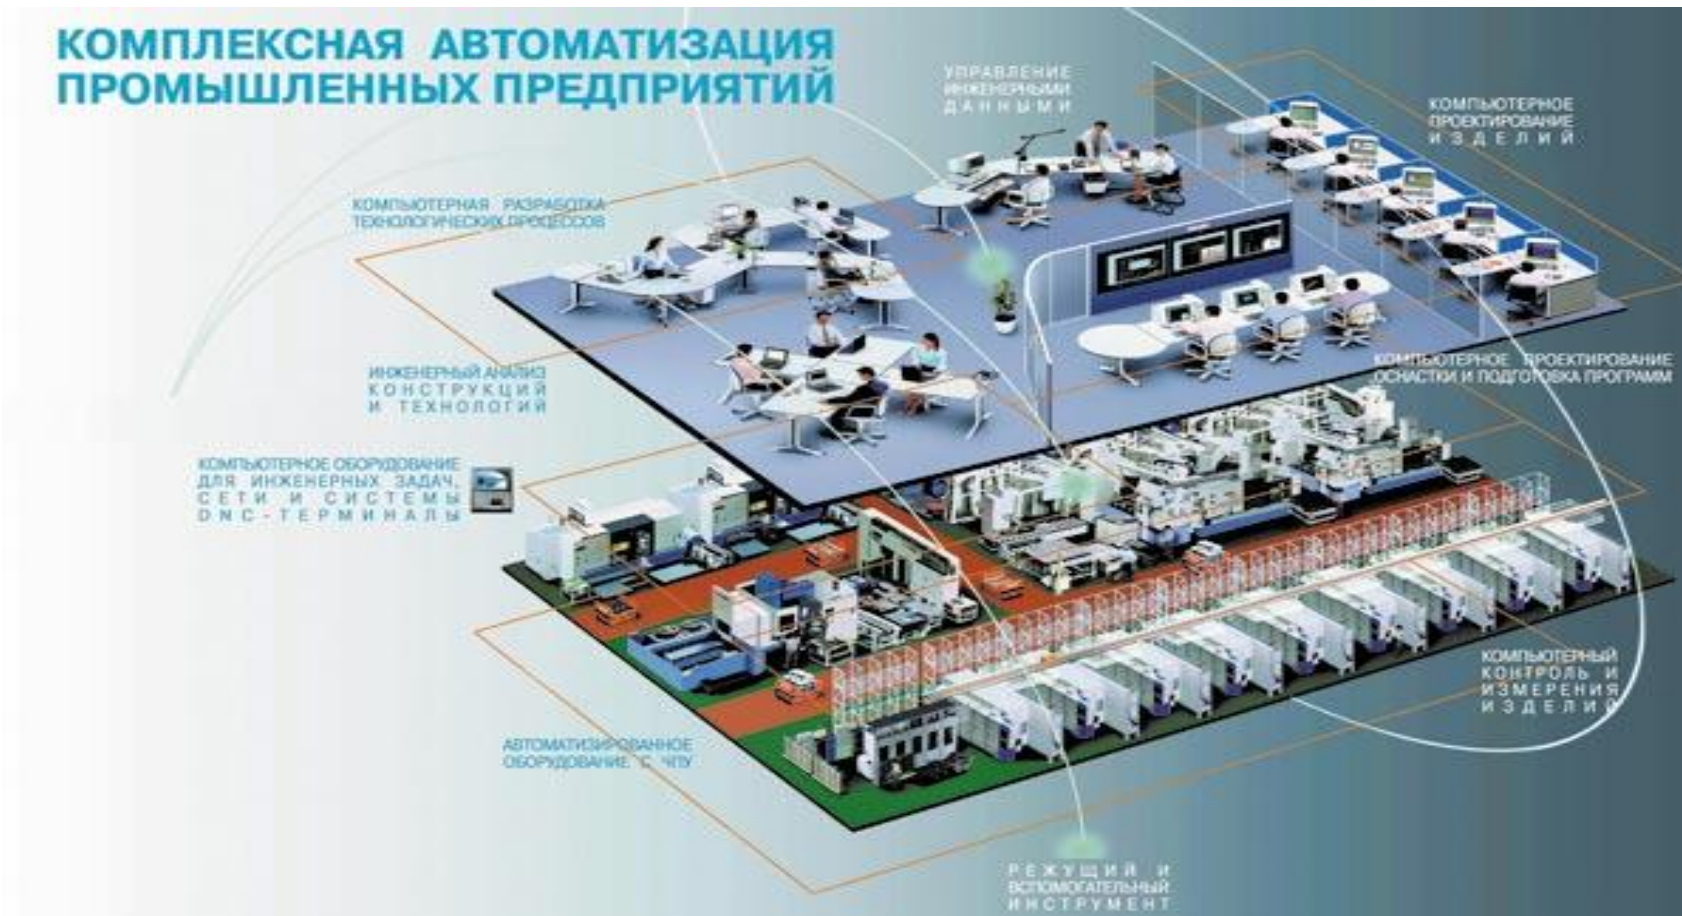 КОМПЛЕКСНАЯ АВТОМАТИЗАЦИЯ
ПРОМЫШЛЕННЫХ ПРЕДПРИЯТИЙ
УПРАВЛЕНИЕ
ИНЖЕНЕРНЫМИ
ДАННЫМИ
КОМПЬЮТЕРНОЕ
ПРОЕКТИРОВАНИЕ
ИЗДЕЛИЙ
КОМПЬЮТЕРНАЯ РАЗРАБОТКА
ТЕХНОЛОГИЧЕСКИХ ПРОЦЕССОВ
ИНЖЕНЕРНЫЙ АНАЛИЗ
КОНСТРУКЦИЙ
И ТЕХНОЛОГИЙ
КОМПЬЮТЕРНОЕ ПРОЕКТИРОВАНИЕ
ОСНАСТКИ И ПОДГОТОВКА ПРОГРАММ
КОМПЬЮТЕРНОЕ ОБОРУДОВАНИЕ
ДЛЯ ИНЖЕНЕРНЫХ ЗАДАЧ,
СЕТИ И СИСТЕМЫ
DNC-ТЕРМИНАЛЫ
КОМПЬЮТЕРНЫЙ
КОНТРОЛЬ И
ИЗМЕРЕНИЯ
ИЗДЕЛИЙ
АВТОМАТИЗИРОВАННОЕ
ОБОРУДОВАНИЕ С ЧПУ
РЕЖУЩИЙ И
ВСПОМОГАТЕЛЬНЫЙ
ИНСТРУМЕНТ